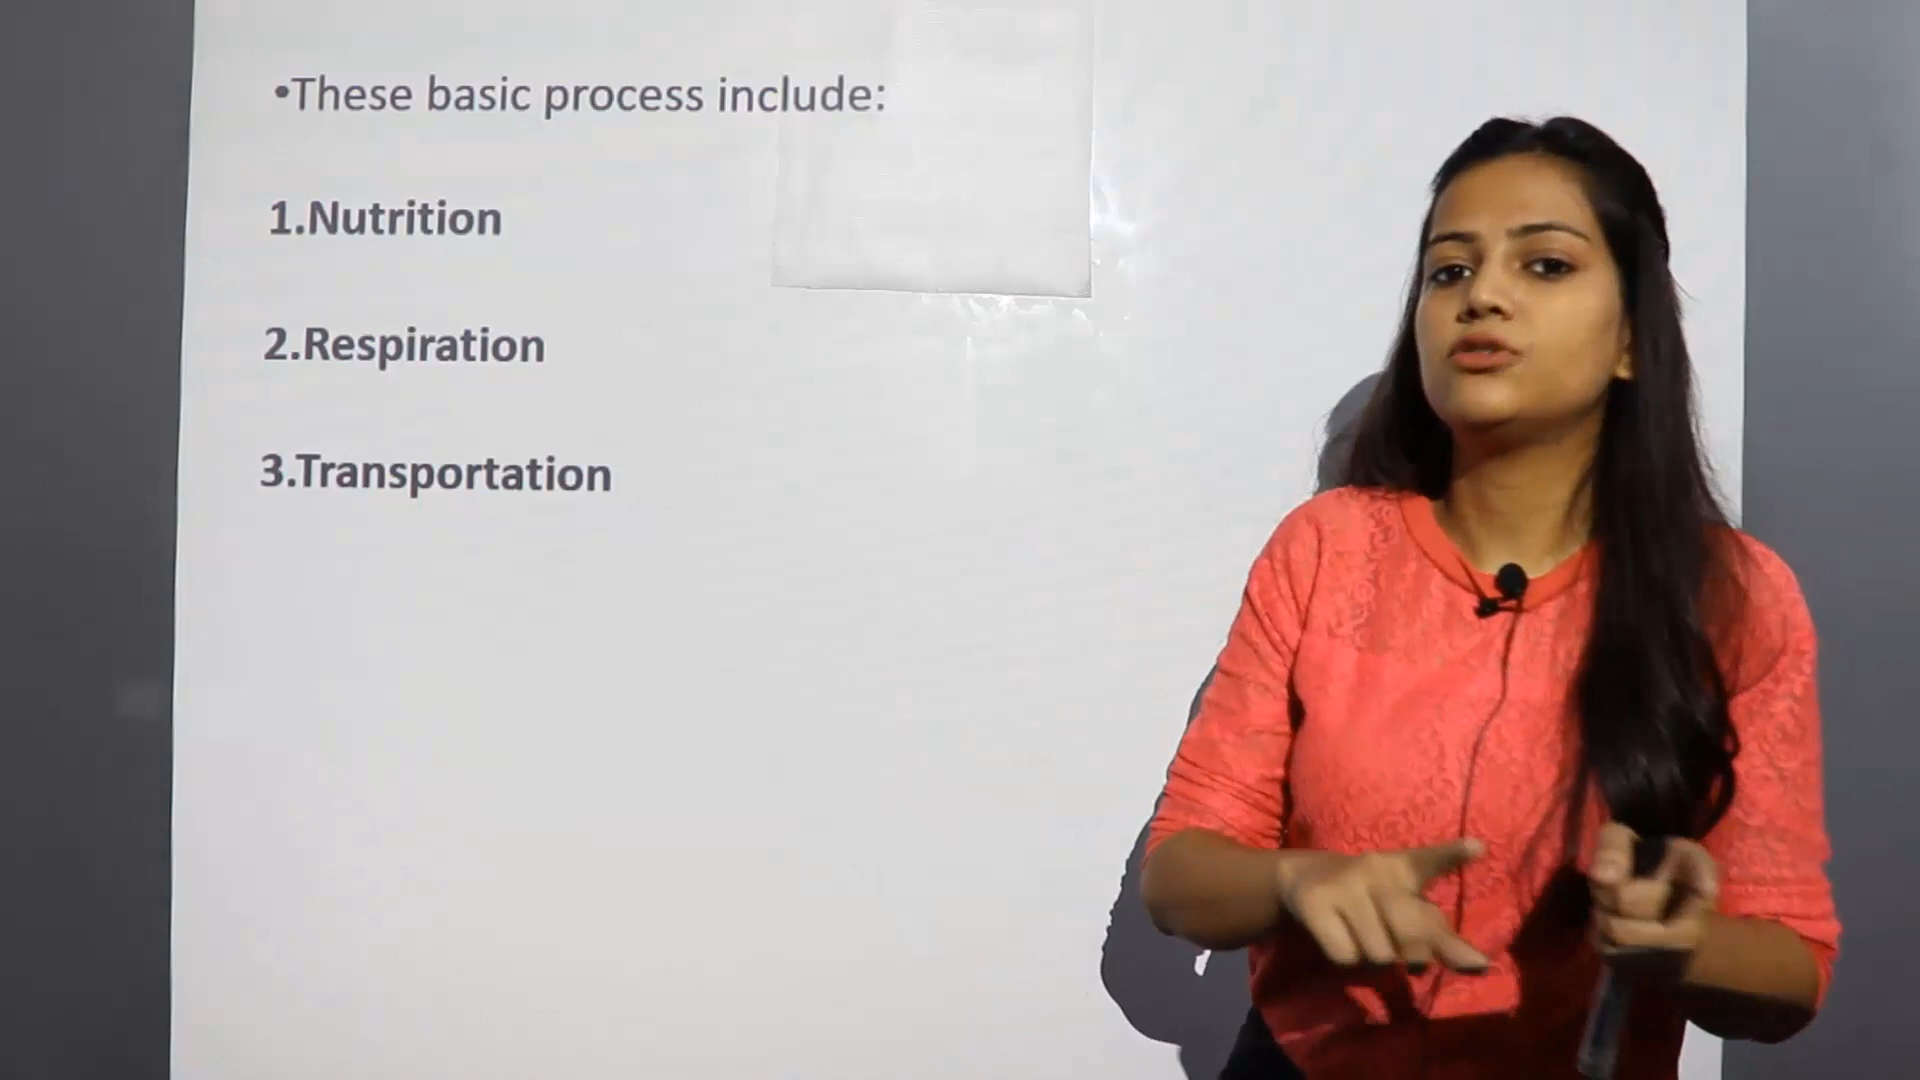 •These basic process include:
1.Nutrition
2.Respiration
3.Transportation